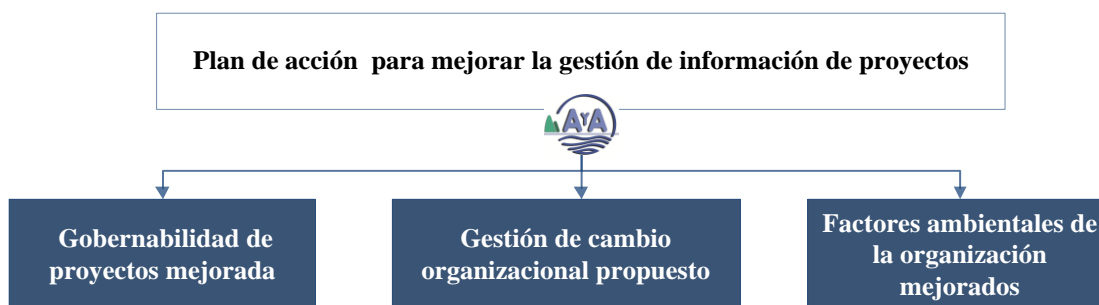 Plan de acción para mejorar la gestión de información de proyectos
AyA
Gobernabilidad de
proyectos mejorada
Gestión de cambio
organizacional propuesto
Factores ambientales de
la organización
mejorados